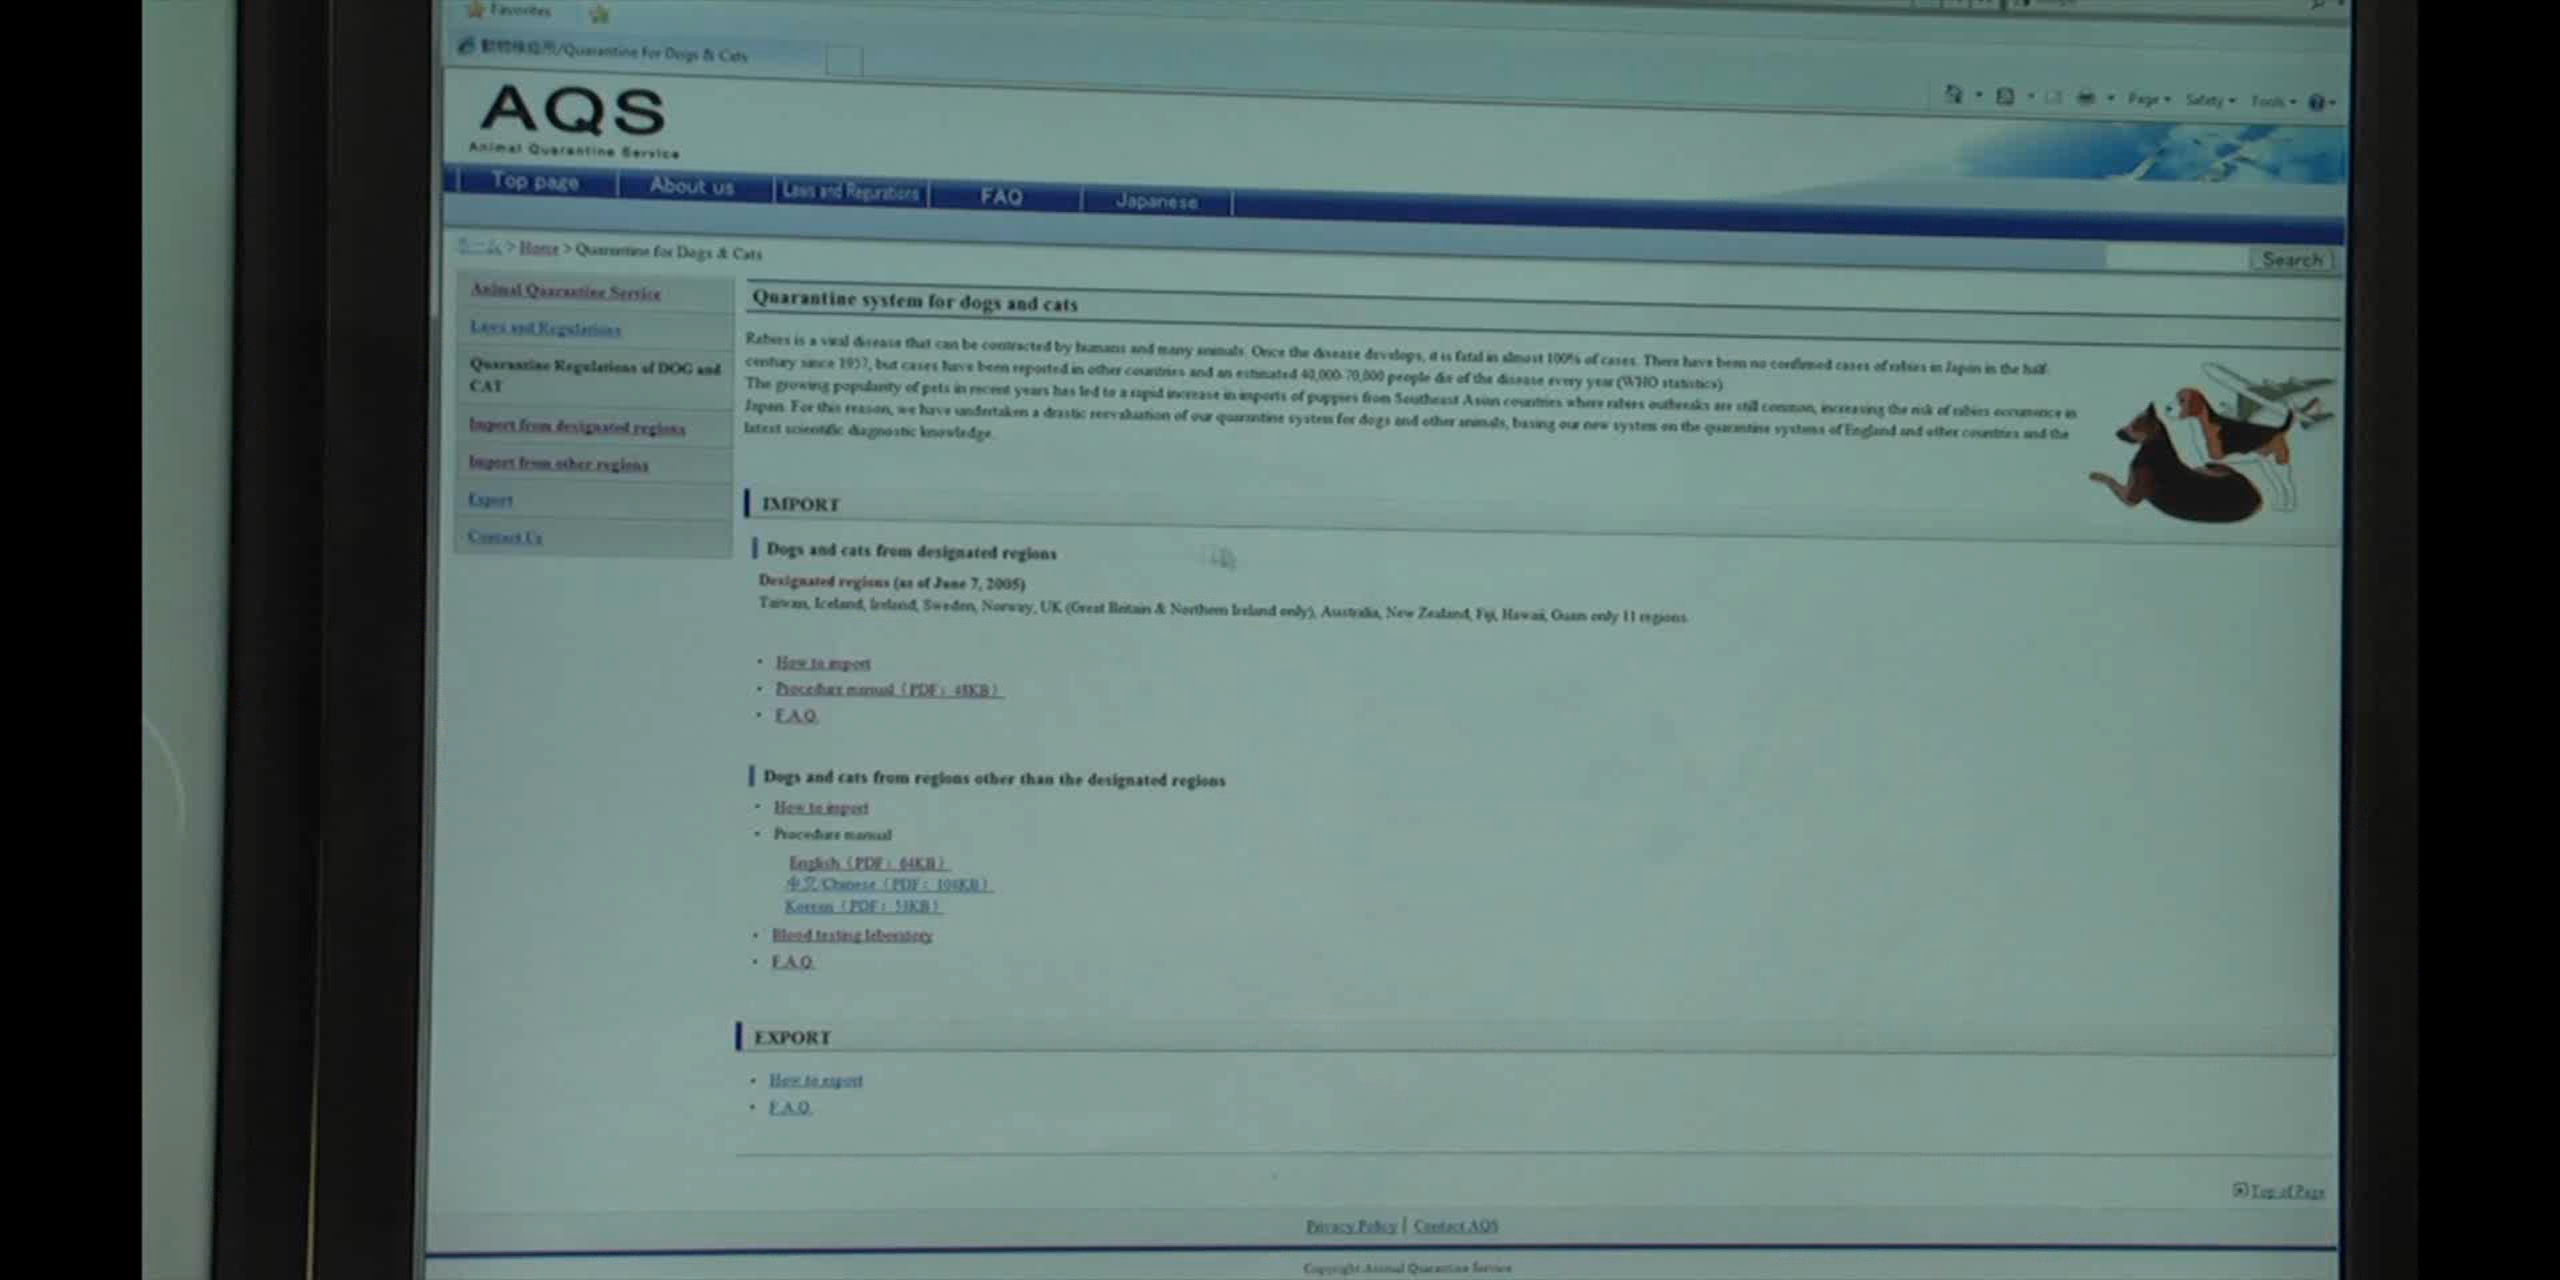 Favorites
動物検疫所/Quarantine for Dogs & Cats
Page Safety Tools
AQS
Animal Quarantine Service
Top page About us Laws and Regurations FAQ Japanese
ホーム > Home > Quarantine for Dogs & Cats
Search
Animal Quarantine Service
Laws and Regulations
Quarantine Regulations of DOG and
CAT
Import from designated regions
Import from other regions
Export
Contact Us
Quarantine system for dogs and cats
Rabies is a viral disease that can be contracted by humans and many animals. Once the disease develops, it is fatal in almost 100% of cases. There have been no confirmed cases of rabies in Japan in the half-
century since 1957, but cases have been reported in other countries and an estimated 40,000-70,000 people die of the disease every year (WHO statistics).
The growing popularity of pets in recent years has led to a rapid increase in imports of puppies from Southeast Asian countries where rabies outbreaks are still common, increasing the risk of rabies occurrence in
Japan. For this reason, we have undertaken a drastic reevaluation of our quarantine system for dogs and other animals, basing our new system on the quarantine systems of England and other countries and the
latest scientific diagnostic knowledge.
IMPORT
Dogs and cats from designated regions
Designated regions (as of June 7, 2005)
Taiwan, Iceland, Ireland, Sweden, Norway, UK (Great Britain & Northern Ireland only), Australia, New Zealand, Fiji, Hawaii, Guam only 11 regions.
・ How to import
・ Procedure manual (PDF: 48KB)
・ F.A.Q.
Dogs and cats from regions other than the designated regions
・ How to import
・ Procedure manual
English (PDF: 64KB)
中文/Chinese (PDF: 106KB)
Korean (PDF: 53KB)
・ Blood testing laboratory
・ F.A.Q.
EXPORT
・ How to export
・ F.A.Q.
Top of Page
Privacy Policy | Contact AQS
Copyright Animal Quarantine Service